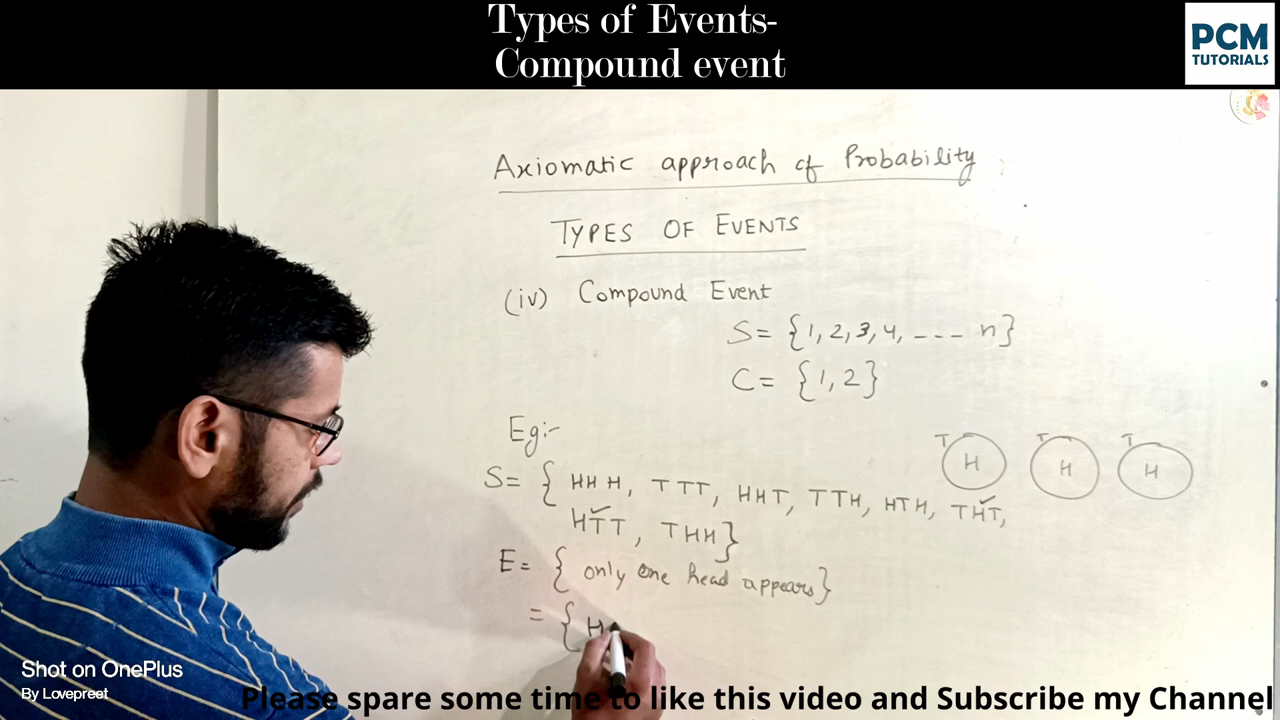 Types of Events-
Compound event
PCM
TUTORIALS
Axiomatic approach of Probability
TYPES OF EVENTS
(iv) Compound Event
S= {1,2,3,4, --- n}
C= {1,2}
Eg:-
T T T
H H H
S= { HHH, TTT, HHT, TTH, HTH, THT,
HTT, THH}
E= { only one head appears}
= { H
Shot on OnePlus
By Lovepreet
Please spare some time to like this video and Subscribe my Channel